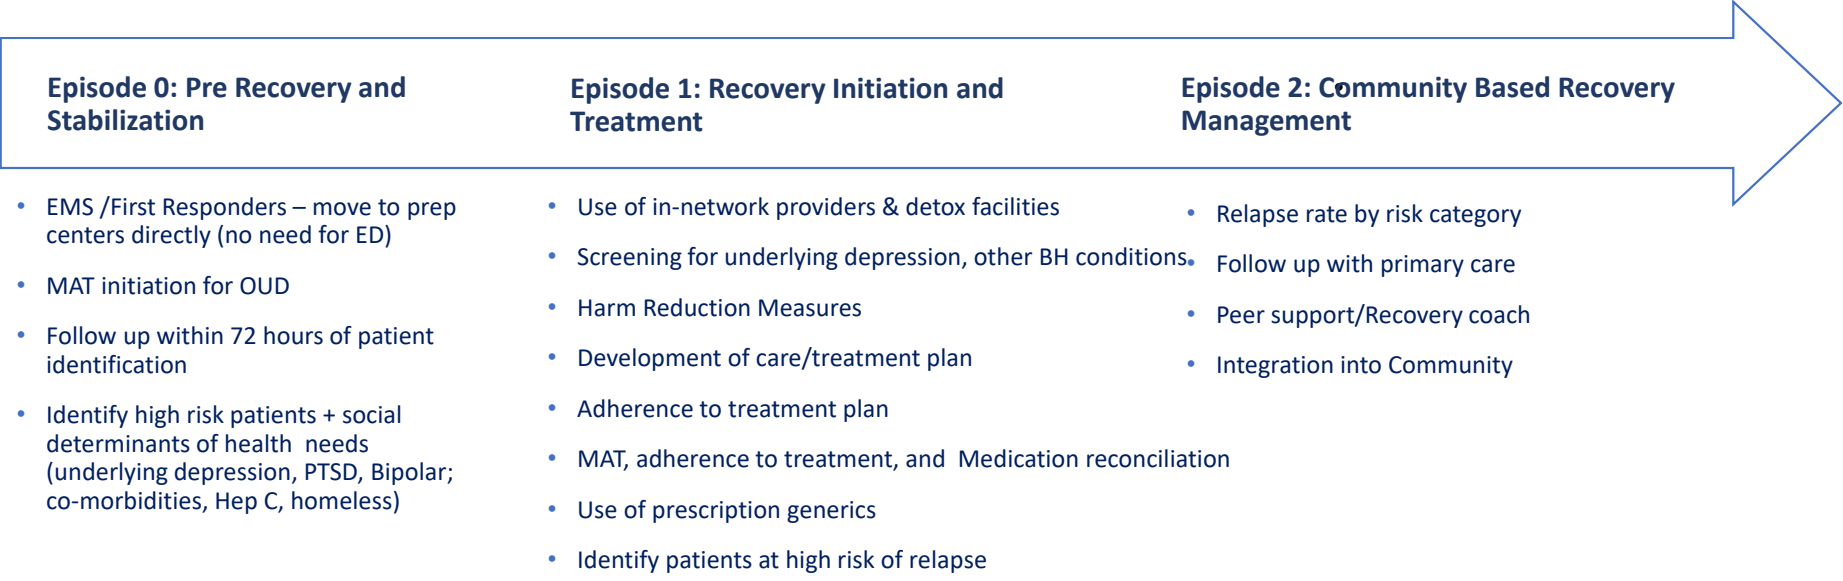 Episode 0: Pre Recovery and
Stabilization
• EMS /First Responders – move to prep
centers directly (no need for ED)
• MAT initiation for OUD
• Follow up within 72 hours of patient
identification
• Identify high risk patients + social
determinants of health  needs
(underlying depression, PTSD, Bipolar;
co-morbidities, Hep C, homeless)
Episode 1: Recovery Initiation and
Treatment
• Use of in-network providers & detox facilities
• Screening for underlying depression, other BH conditions
• Harm Reduction Measures
• Development of care/treatment plan
• Adherence to treatment plan
• MAT, adherence to treatment, and  Medication reconciliation
• Use of prescription generics
• Identify patients at high risk of relapse
Episode 2: Community Based Recovery
Management
• Relapse rate by risk category
• Follow up with primary care
• Peer support/Recovery coach
• Integration into Community